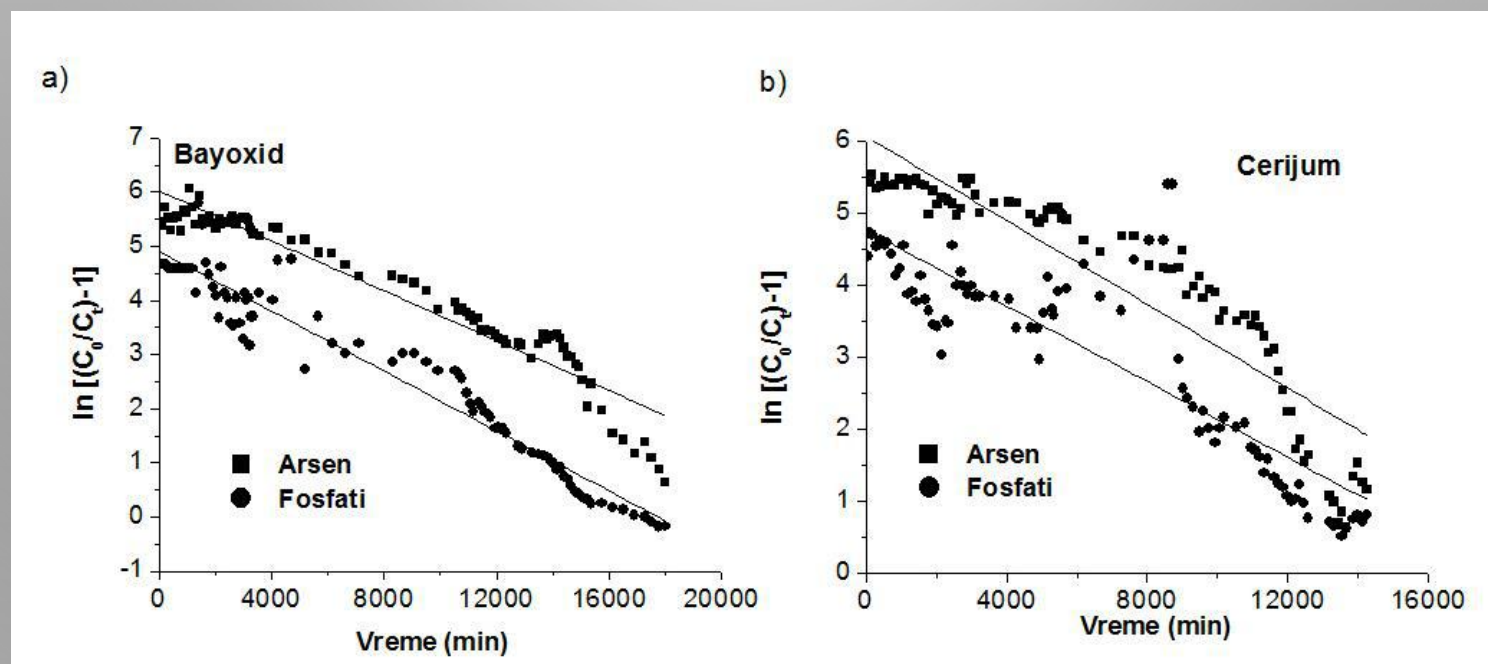 a)
Bayoxid
7
6
5
4
3
2
1
0
-1
ln [(C₀/Cₜ)-1]
Arsen
Fosfati
0 4000 8000 12000 16000 20000
Vreme (min)
b)
Cerijum
6
5
4
3
2
1
0
ln [(C₀/Cₜ)-1]
Arsen
Fosfati
0 4000 8000 12000 16000
Vreme (min)